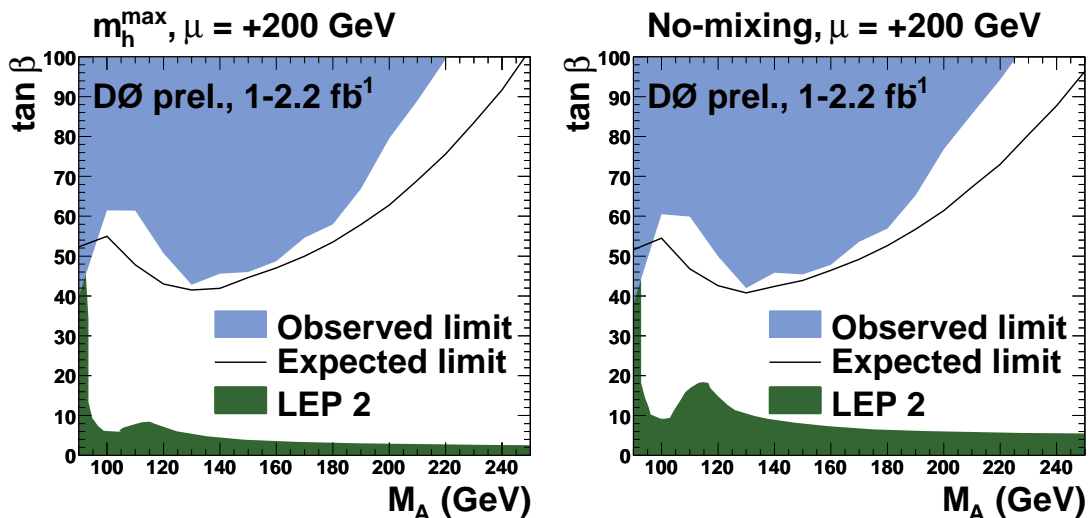 m_h^max, μ = +200 GeV
tan β
100
90
80
70
60
50
40
30
20
10
0
DØ prel., 1-2.2 fb⁻¹
Observed limit
Expected limit
LEP 2
100 120 140 160 180 200 220 240
M_A (GeV)
No-mixing, μ = +200 GeV
tan β
100
90
80
70
60
50
40
30
20
10
0
DØ prel., 1-2.2 fb⁻¹
Observed limit
Expected limit
LEP 2
100 120 140 160 180 200 220 240
M_A (GeV)